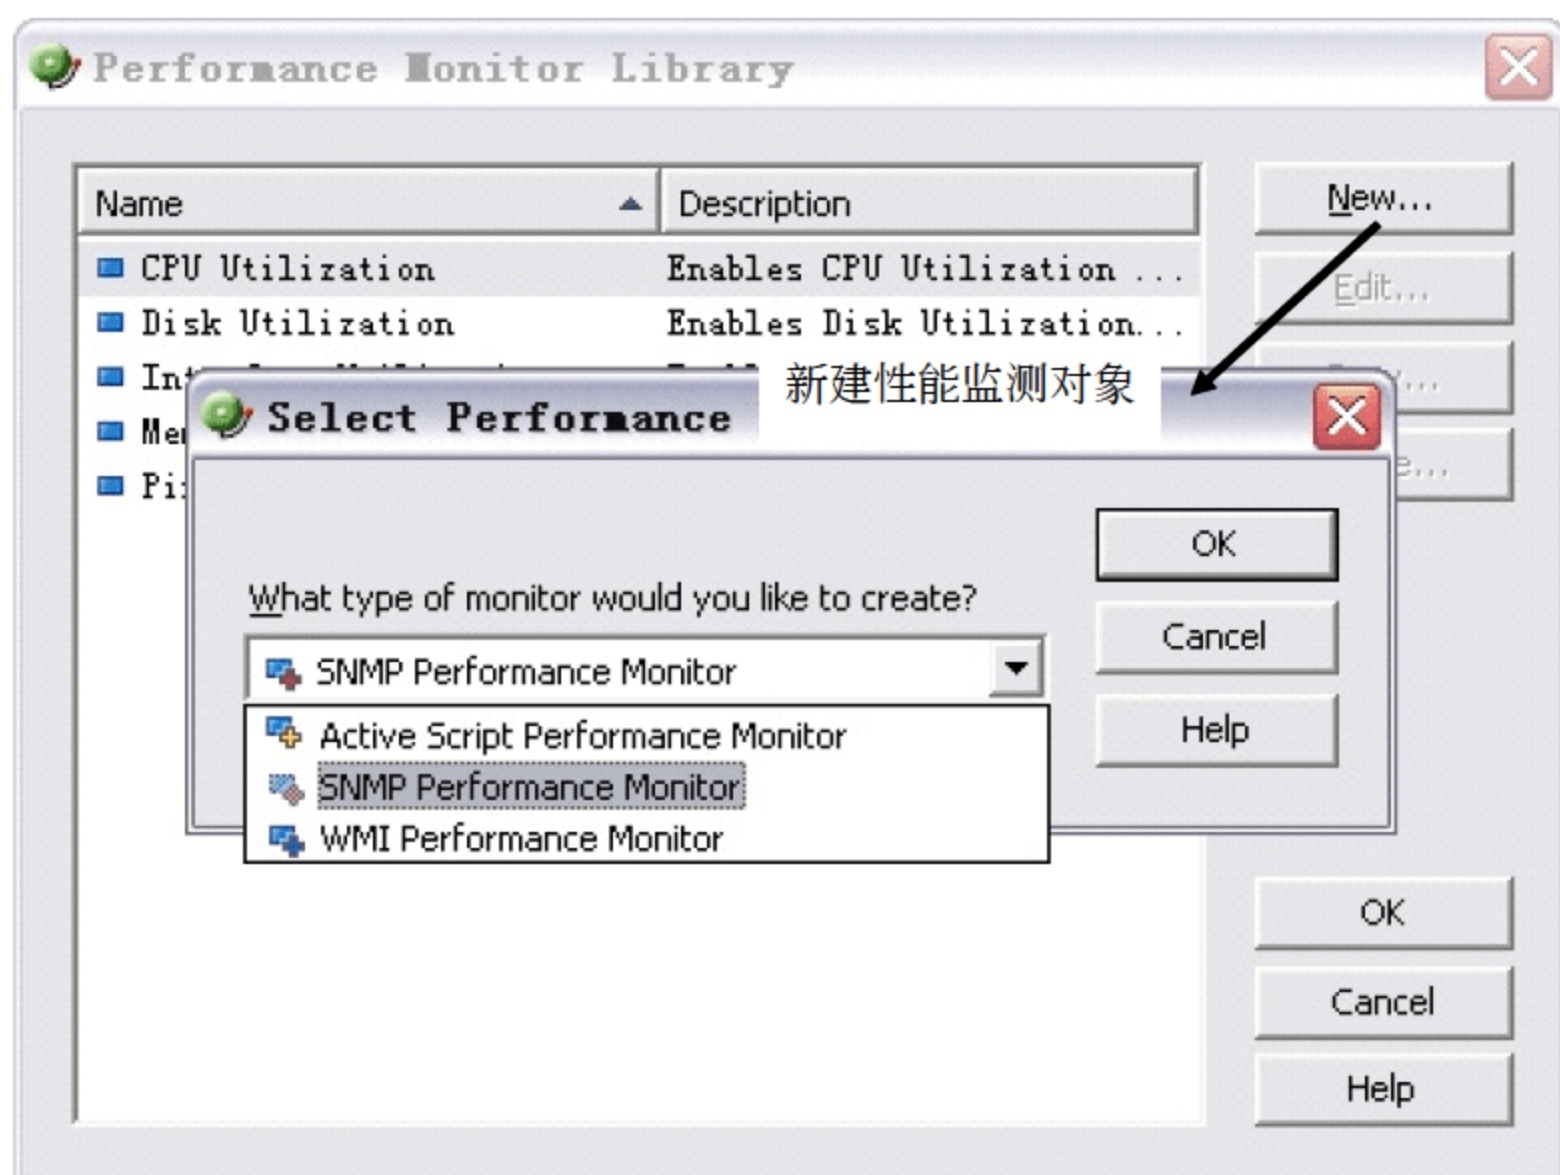 Performance Monitor Library
Name Description New...
CPU Utilization Enables CPU Utilization ...
Edit...
Disk Utilization Enables Disk Utilization...
新建性能监测对象
Select Performance
OK
What type of monitor would you like to create?
Cancel
SNMP Performance Monitor
Help
Active Script Performance Monitor
SNMP Performance Monitor
WMI Performance Monitor
OK
Cancel
Help